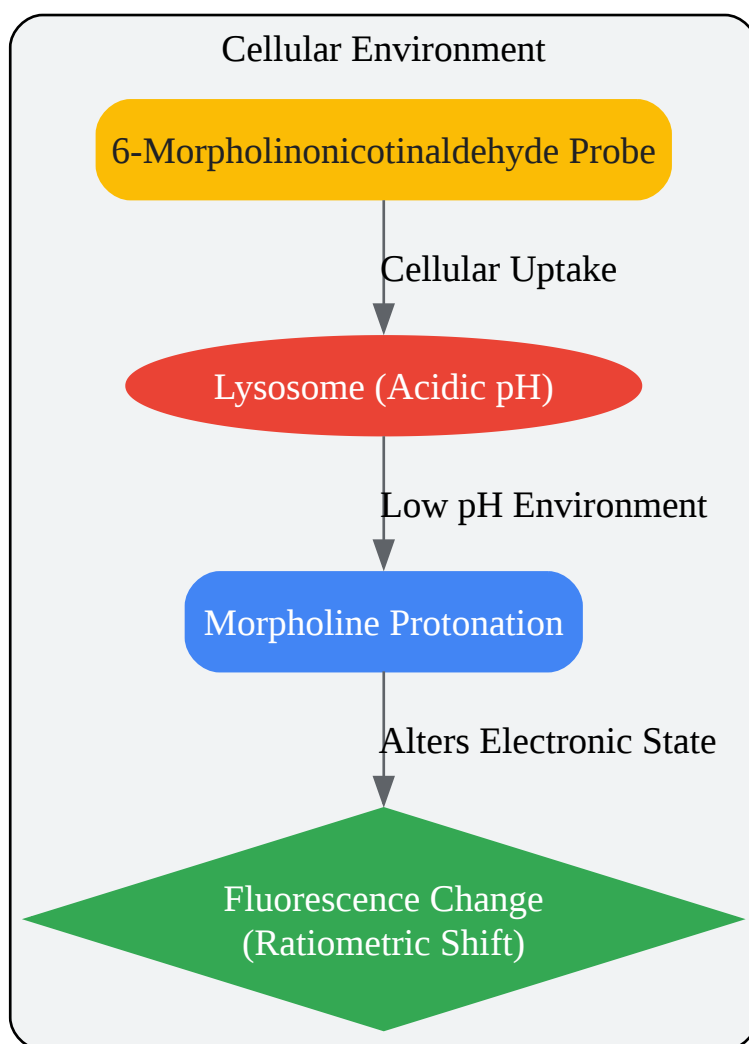 Cellular Environment
6-Morpholinonicotinaldehyde Probe
Cellular Uptake
Lysosome (Acidic pH)
Low pH Environment
Morpholine Protonation
Alters Electronic State
Fluorescence Change
(Ratiometric Shift)